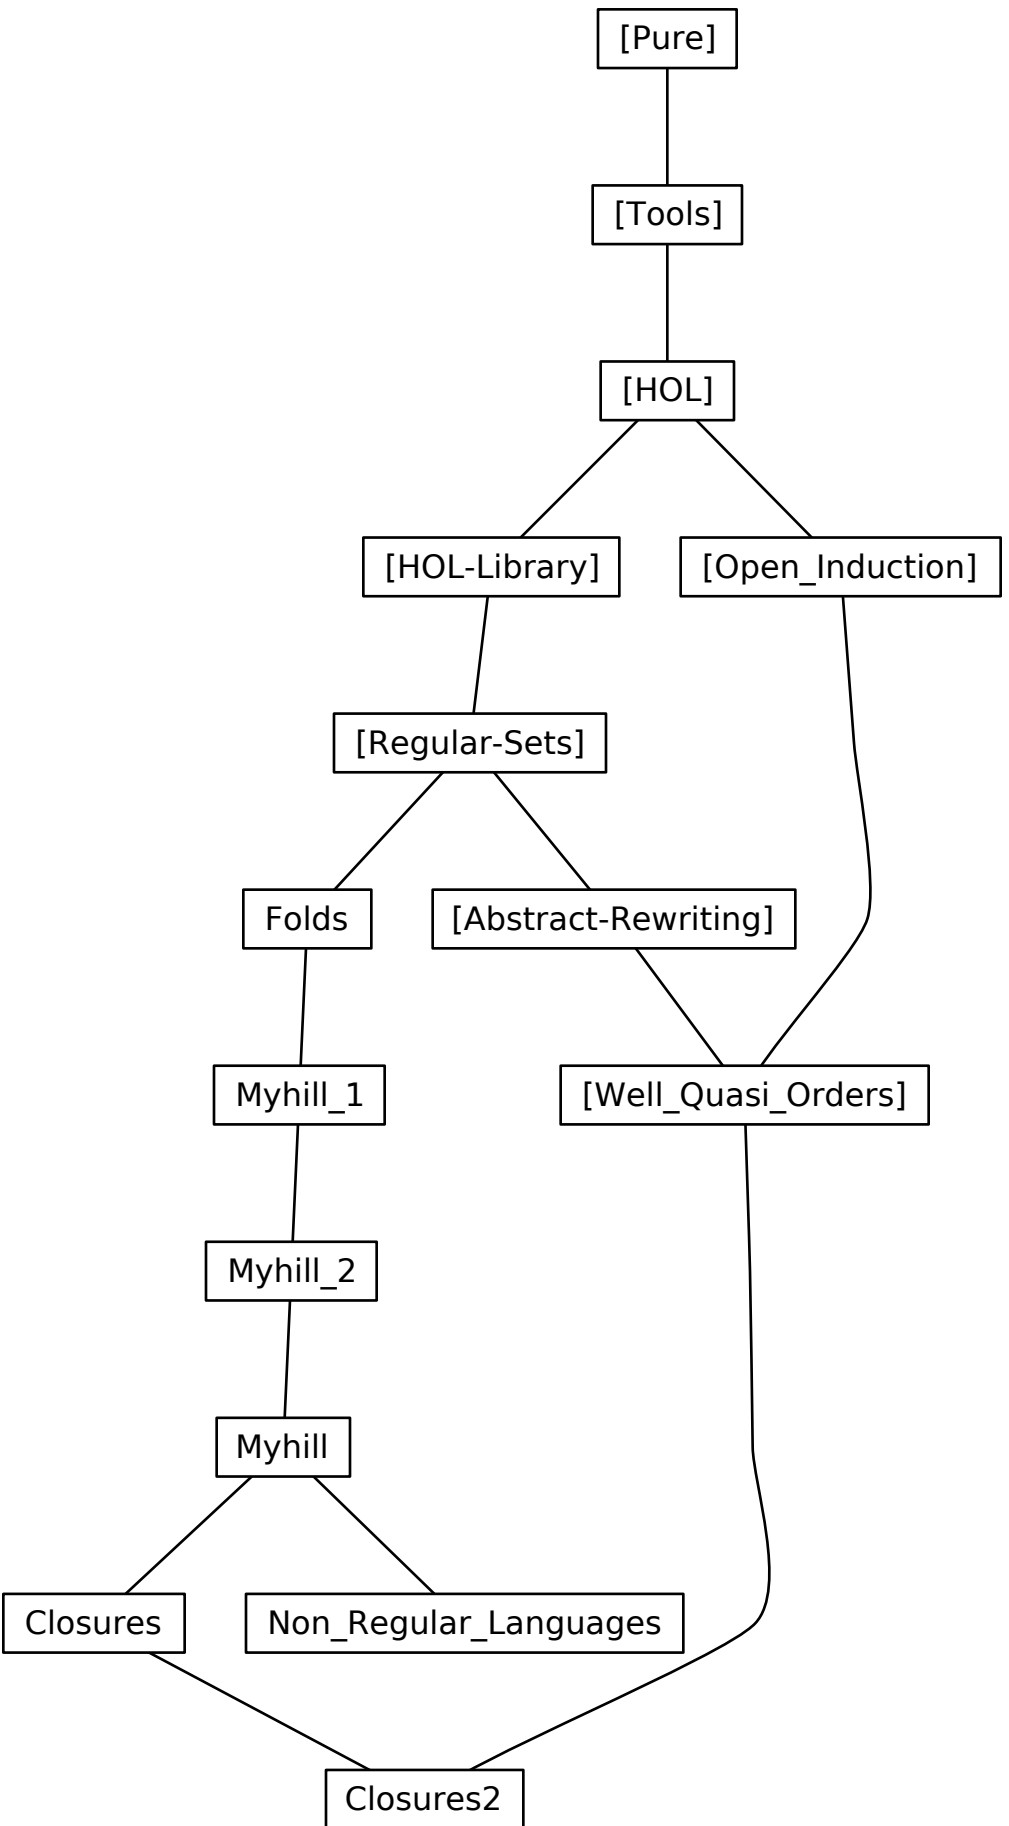 [Pure]
[Tools]
[HOL]
[HOL-Library]
[Open_Induction]
[Regular-Sets]
Folds
[Abstract-Rewriting]
Myhill_1
[Well_Quasi_Orders]
Myhill_2
Myhill
Closures
Non_Regular_Languages
Closures2